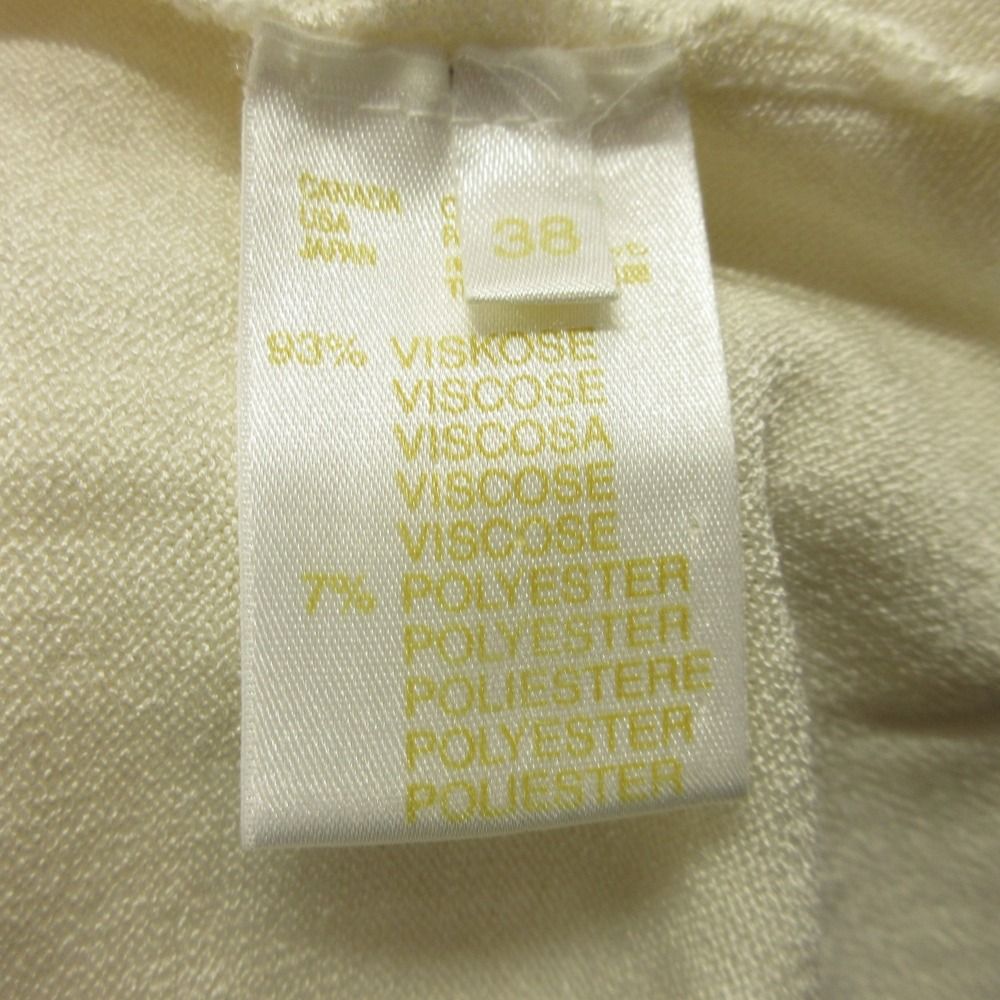 CANADA
USA
JAPAN
38
93% VISKOSE
VISCOSE
VISCOSA
VISCOSE
VISCOSE
7% POLYESTER
POLYESTER
POLIESTERE
POLYESTER
POLIESTER